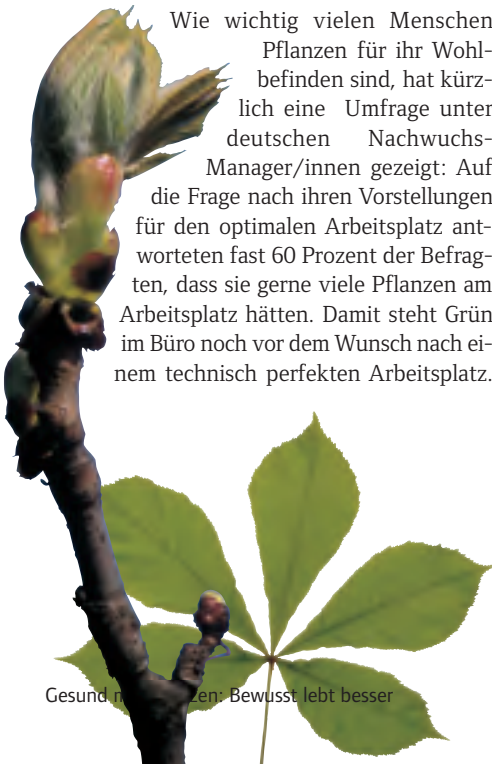 Wie wichtig vielen Menschen
Pflanzen für ihr Wohl-
befinden sind, hat kürz-
lich eine Umfrage unter
deutschen Nachwuchs-
Manager/innen gezeigt: Auf
die Frage nach ihren Vorstellungen
für den optimalen Arbeitsplatz ant-
worteten fast 60 Prozent der Befrag-
ten, dass sie gerne viele Pflanzen am
Arbeitsplatz hätten. Damit steht Grün
im Büro noch vor dem Wunsch nach ei-
nem technisch perfekten Arbeitsplatz.
Gesund : Bewusst lebt besser